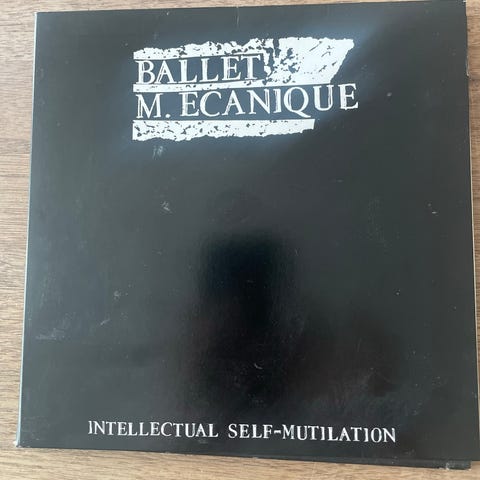 BALLET
M. ECANIQUE
INTELLECTUAL SELF-MUTILATION